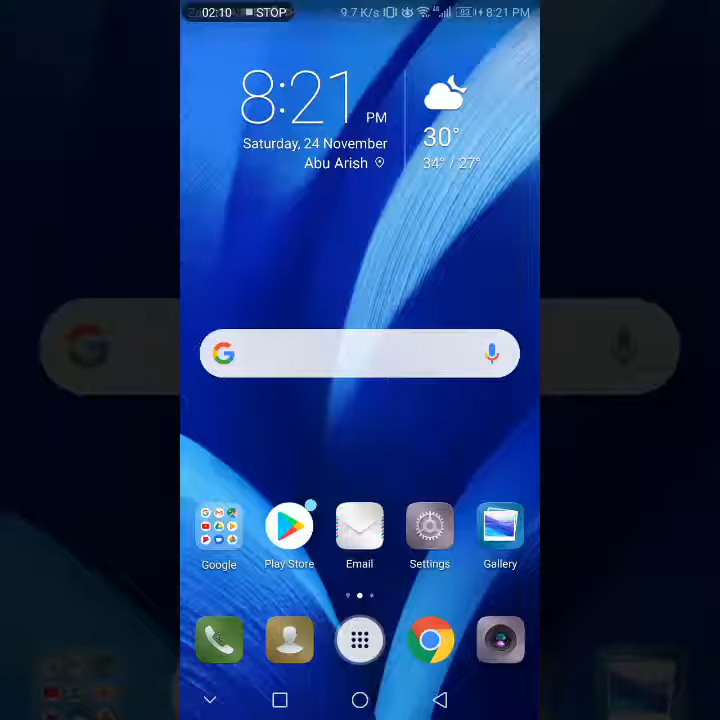 02:10 STOP
9.7 K/s 83 8:21 PM
8:21 PM
Saturday, 24 November
Abu Arish
30°
34° / 27°
Google
Play Store
Email
Settings
Gallery